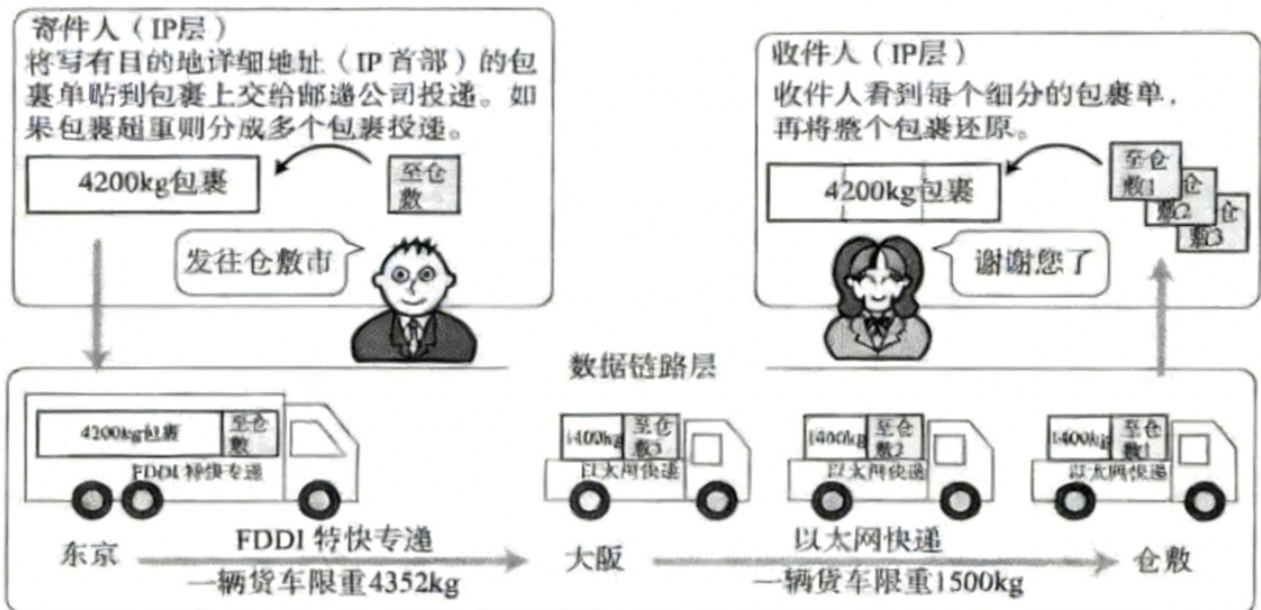 寄件人（IP层）
将写有目的地详细地址（IP 首部）的包
裹单贴到包裹上交给邮递公司投递。如
果包裹超重则分成多个包裹投递。
4200kg包裹
至仓
敷
发往仓敷市
收件人（IP层）
收件人看到每个细分的包裹单，
再将整个包裹还原。
4200kg包裹
至仓
敷1
仓
敷2
仓
敷3
谢谢您了
数据链路层
4200kg包裹
至仓
敷
FDDI 特快专递
1400kg
至仓
敷3
以太网快递
1400kg
至仓
敷2
以太网快递
1400kg
至仓
敷1
以太网快递
东京
FDDI 特快专递
一辆货车限重4352kg
大阪
以太网快递
一辆货车限重1500kg
仓敷